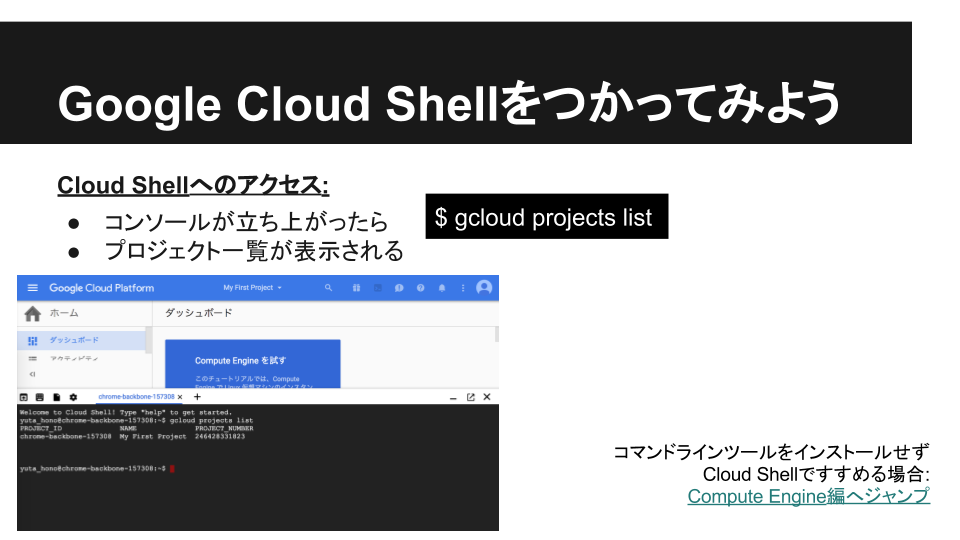 Google Cloud Shellをつかってみよう
Cloud Shellへのアクセス:
● コンソールが立ち上がったら
● プロジェクト一覧が表示される
$ gcloud projects list
Google Cloud Platform
My First Project
ホーム
ダッシュボード
ダッシュボード
アクティビティ
Compute Engine を試す
このチュートリアルでは、Compute
Engine で Linux 仮想マシンのインスタン
chrome-backbone-157308 × +
Welcome to Cloud Shell! Type "help" to get started.
yuta_hono@chrome-backbone-157308:~$ gcloud projects list
PROJECT_ID NAME PROJECT_NUMBER
chrome-backbone-157308 My First Project 246428331823
yuta_hono@chrome-backbone-157308:~$
コマンドラインツールをインストールせず
Cloud Shellですすめる場合:
Compute Engine編へジャンプ